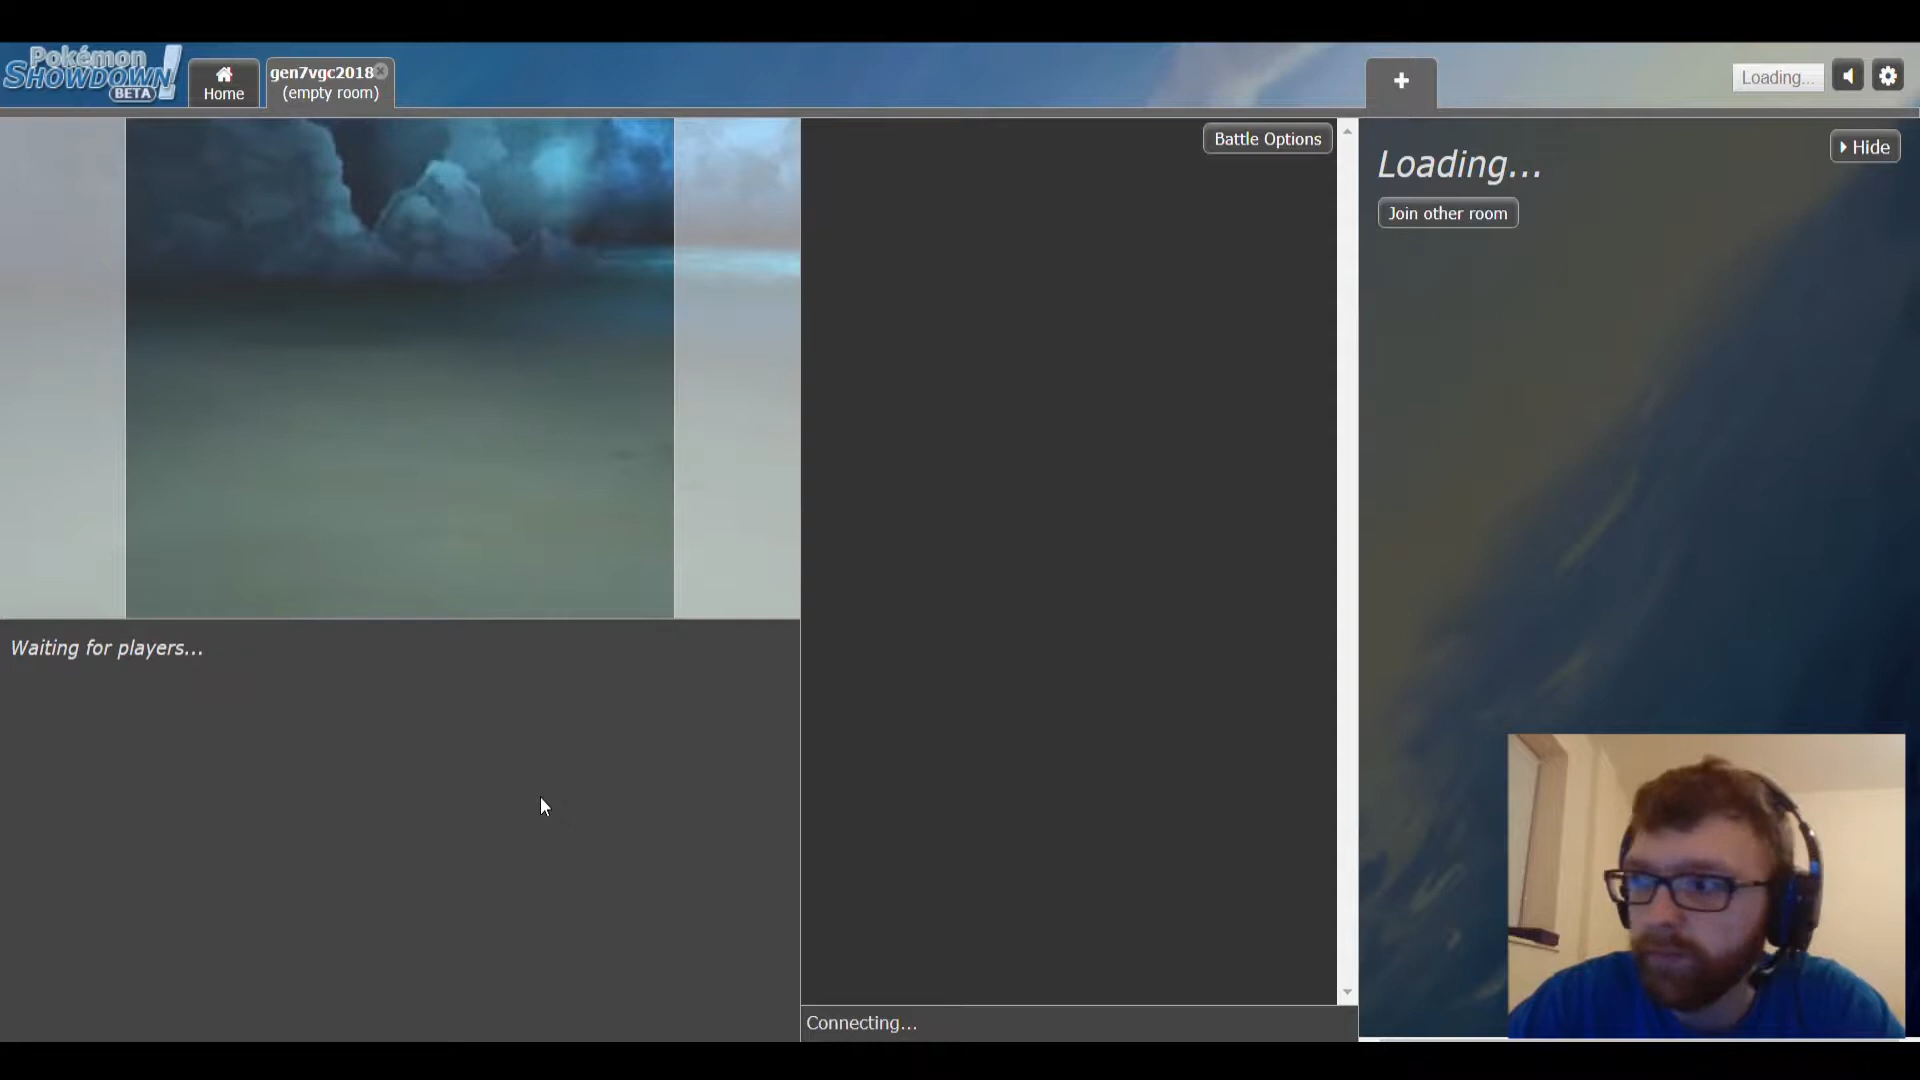 Pokémon
SHOWDOWN!
BETA
Home
gen7vgc2018
(empty room)
Loading...
Battle Options
Loading...
Hide
Join other room
Waiting for players...
Connecting...